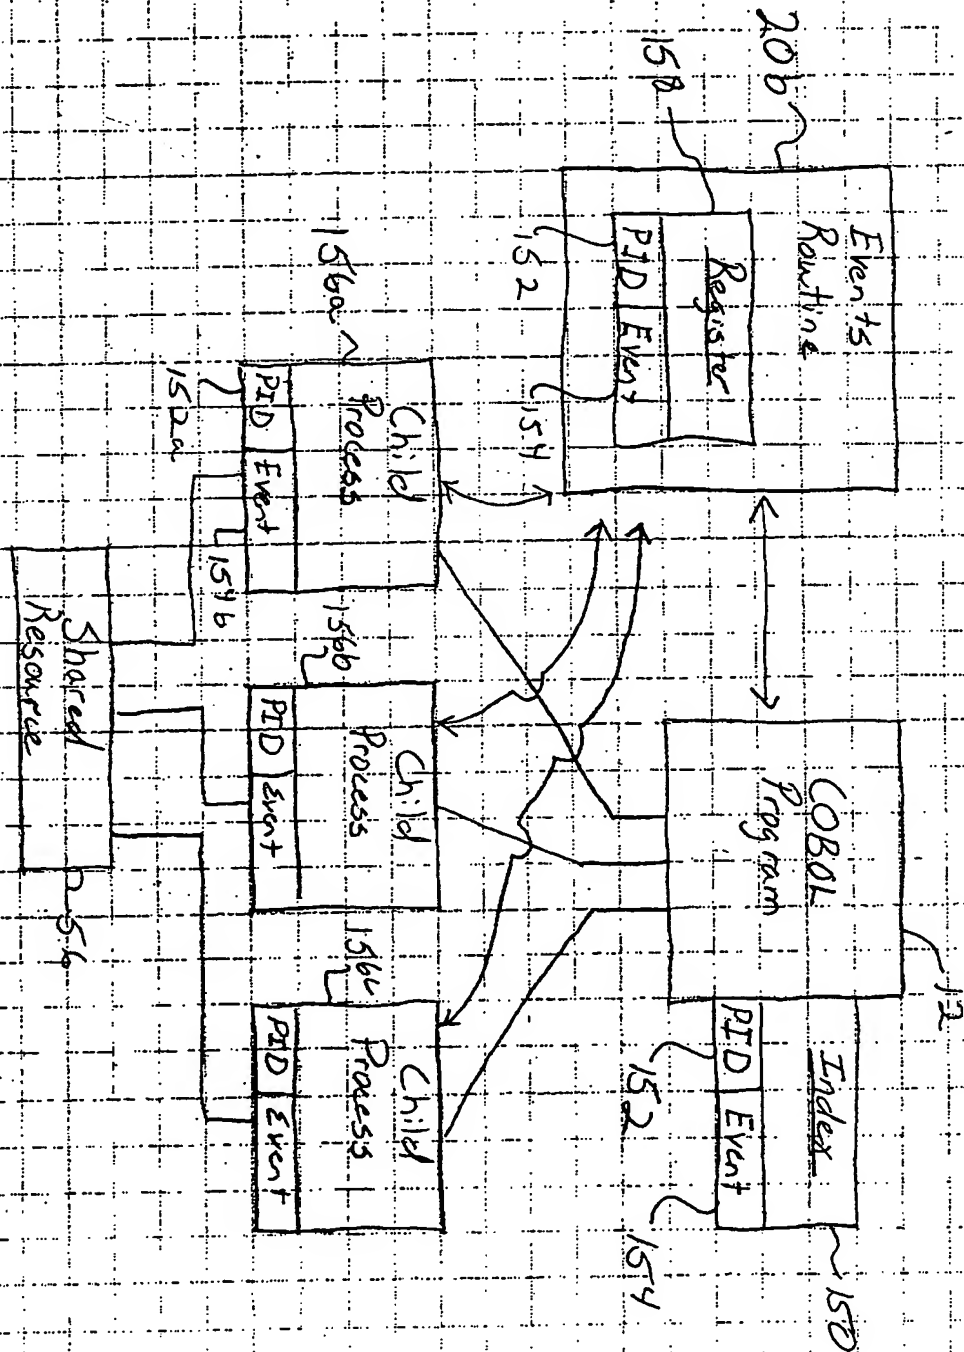 20b
Events
Routine
158
Register
PID Event
152
154
COBOL
Program
12
Index
150
PID Event
152
154
156a
Child
Process
PID Event
152a
154b
156b
Child
Process
PID Event
156c
Child
Process
PID Event
Shared
Resource
56